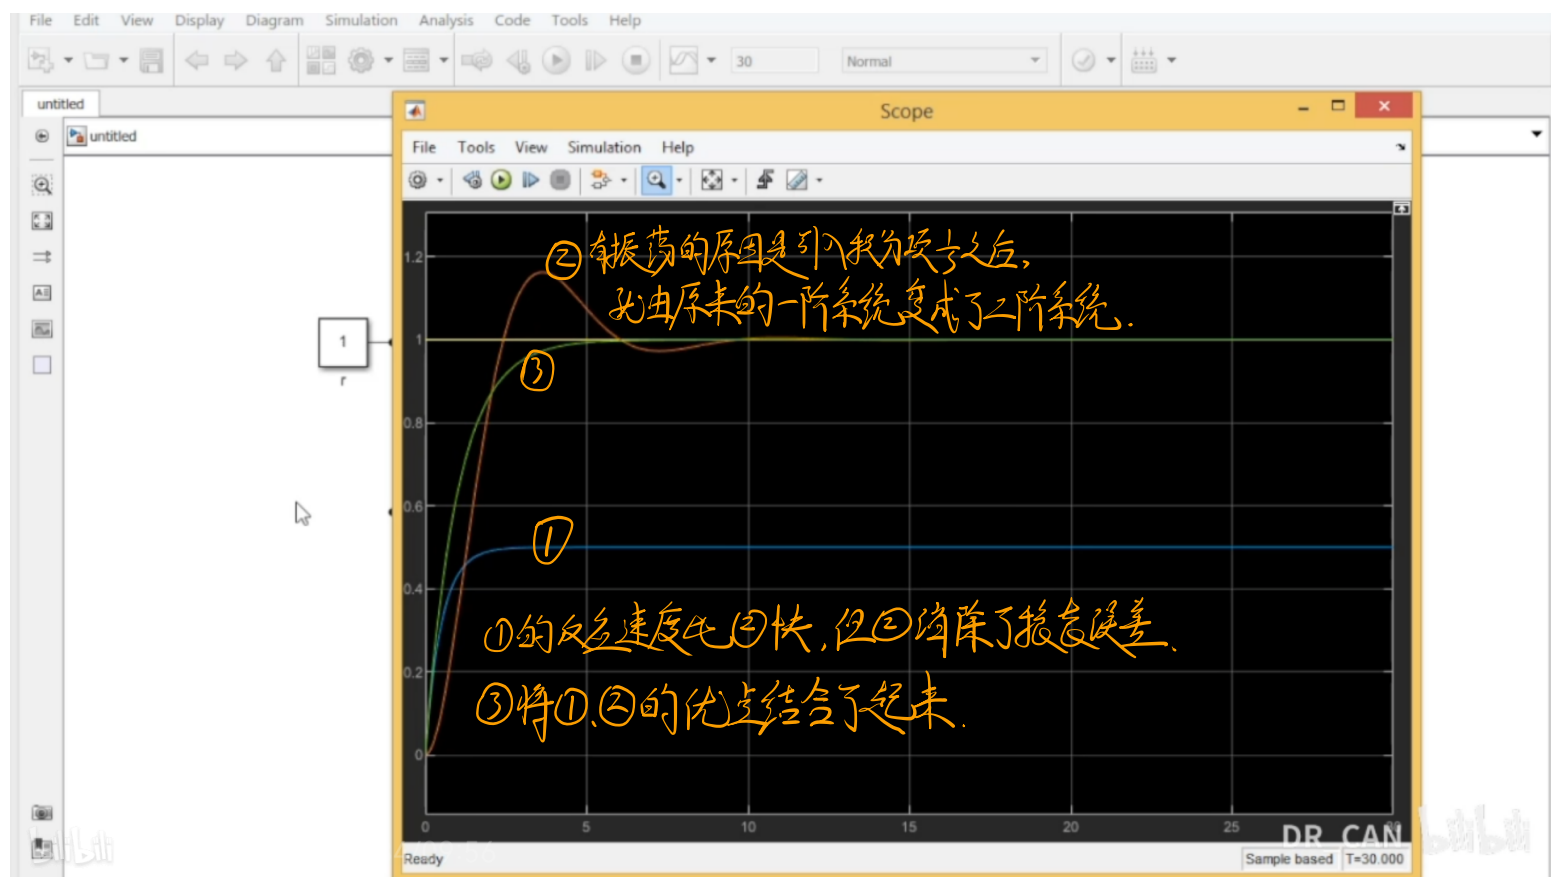 File Edit View Display Diagram Simulation Analysis Code Tools Help
30 Normal
untitled
untitled
Scope
File Tools View Simulation Help
1.2
1
0.8
0.6
0.4
0.2
0
0 5 10 15 20 25 30
1
r
②有振荡的原因是引入积分项之后,
就由原来的一阶系统变成了二阶系统.
③
①
①的反应速度比②快,但②消除了稳态误差.
③将①、②的优点结合了起来.
Ready
Sample based T=30.000
DR_CAN
bilibili
bilibili